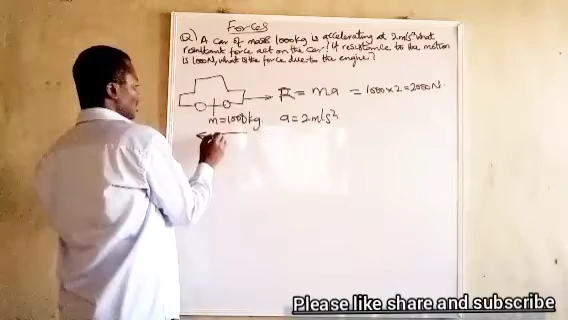 Forces
Q) A car of mass 1000kg is accelerating at 2m/s² what
resultant force act on the car? If resistance to the motion
is 1000N, what is the force due to the engine?
R = ma = 1000 x 2 = 2000N.
m=1000kg. a = 2m/s²
Please like share and subscribe